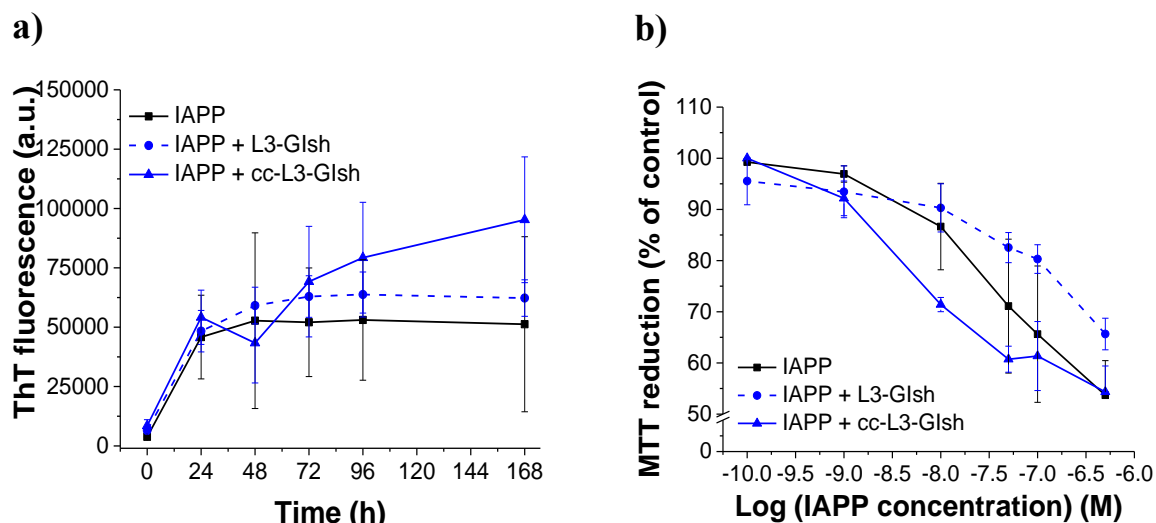 a)
ThT fluorescence (a.u.)
150000
125000
100000
75000
50000
25000
0
IAPP
IAPP + L3-GIsh
IAPP + cc-L3-GIsh
0 24 48 72 96 120 144 168
Time (h)
b)
MTT reduction (% of control)
110
100
90
80
70
60
50
0
IAPP
IAPP + L3-GIsh
IAPP + cc-L3-GIsh
-10.0 -9.5 -9.0 -8.5 -8.0 -7.5 -7.0 -6.5 -6.0
Log (IAPP concentration) (M)